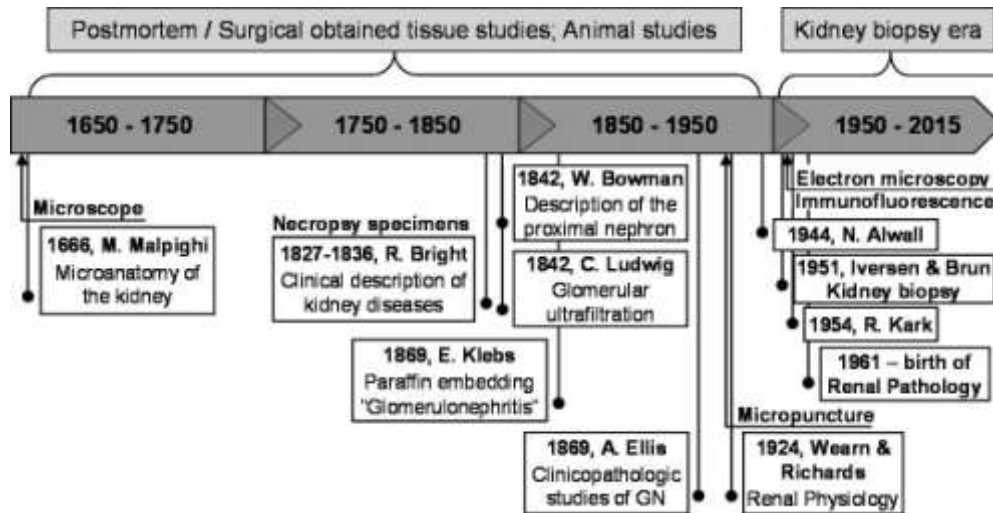 Postmortem / Surgical obtained tissue studies; Animal studies
Kidney biopsy era
1650 - 1750
1750 - 1850
1850 - 1950
1950 - 2015
Microscope
1666, M. Malpighi
Microanatomy of
the kidney
Necropsy specimens
1827-1836, R. Bright
Clinical description of
kidney diseases
1842, W. Bowman
Description of the
proximal nephron
1842, C. Ludwig
Glomerular
ultrafiltration
1869, E. Klebs
Paraffin embedding
"Glomerulonephritis"
1869, A. Ellis
Clinicopathologic
studies of GN
Micropuncture
1924, Wearn &
Richards
Renal Physiology
Electron microscopy
Immunofluorescence
1944, N. Alwall
1951, Iversen & Brun
Kidney biopsy
1954, R. Kark
1961 – birth of
Renal Pathology